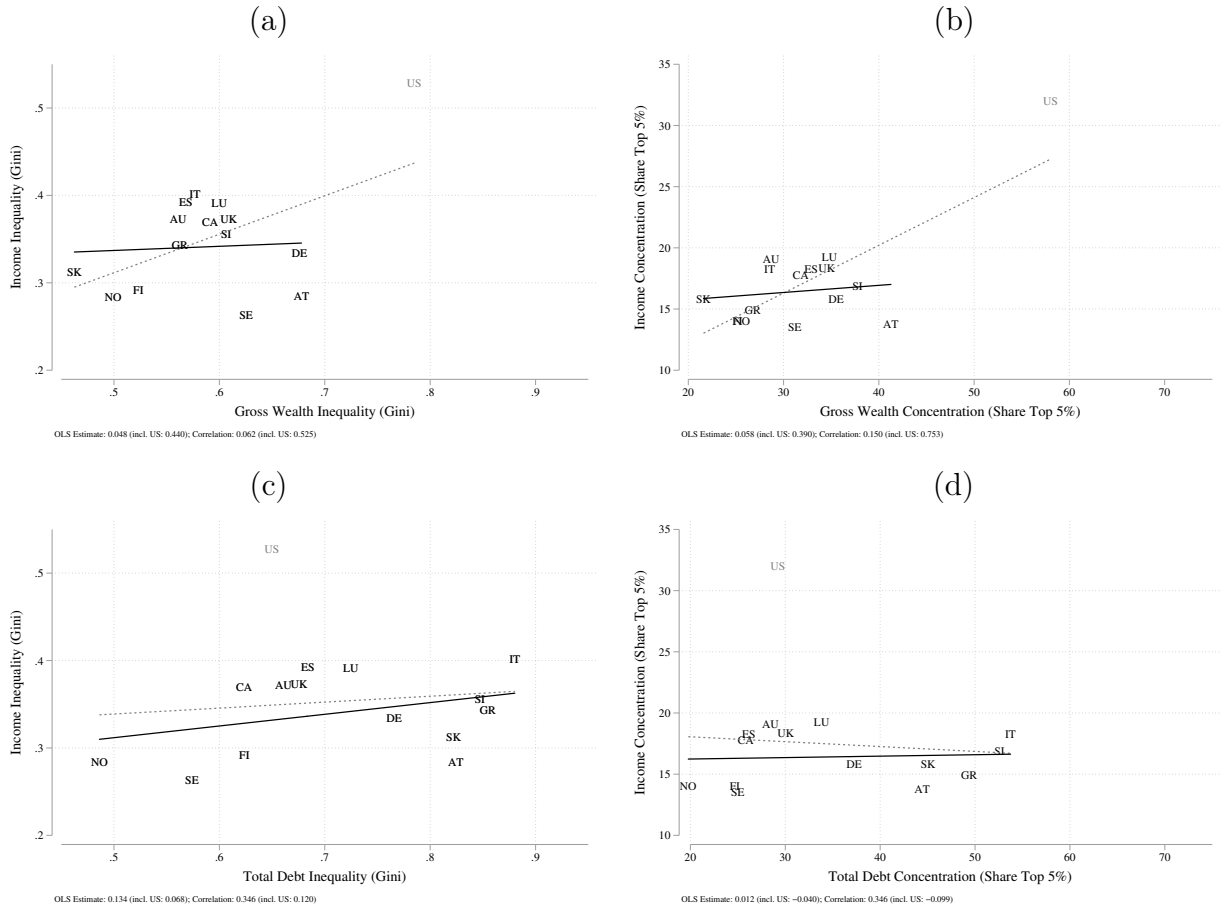 (a)
(b)
Income Inequality (Gini)
.5
.4
.3
.2
US
IT
ES
LU
AU
CA
UK
SI
GR
DE
SK
NO
FI
AT
SE
.5 .6 .7 .8 .9
Gross Wealth Inequality (Gini)
OLS Estimate: 0.048 (incl. US: 0.440); Correlation: 0.062 (incl. US: 0.525)
Income Concentration (Share Top 5%)
35
30
25
20
15
10
US
AU
LU
IT
ES
UK
CA
SI
SK
DE
GR
NO
SE
AT
20 30 40 50 60 70
Gross Wealth Concentration (Share Top 5%)
OLS Estimate: 0.058 (incl. US: 0.390); Correlation: 0.150 (incl. US: 0.753)
(c)
(d)
Income Inequality (Gini)
.5
.4
.3
.2
US
IT
ES
LU
CA
AU
UK
SI
GR
DE
SK
FI
NO
AT
SE
.5 .6 .7 .8 .9
Total Debt Inequality (Gini)
OLS Estimate: 0.134 (incl. US: 0.068); Correlation: 0.346 (incl. US: 0.120)
Income Concentration (Share Top 5%)
35
30
25
20
15
10
US
AU
LU
ES
CA
UK
IT
SI
DE
SK
GR
NO
FI
SE
AT
20 30 40 50 60 70
Total Debt Concentration (Share Top 5%)
OLS Estimate: 0.012 (incl. US: −0.040); Correlation: 0.346 (incl. US: −0.099)